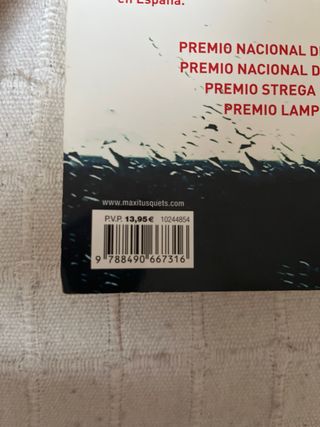 en España.
PREMIO NACIONAL D
PREMIO NACIONAL D
PREMIO STREGA
PREMIO LAMP
www.maxitusquets.com
P.V.P. 13,95€ 10244854
9 788490 667316